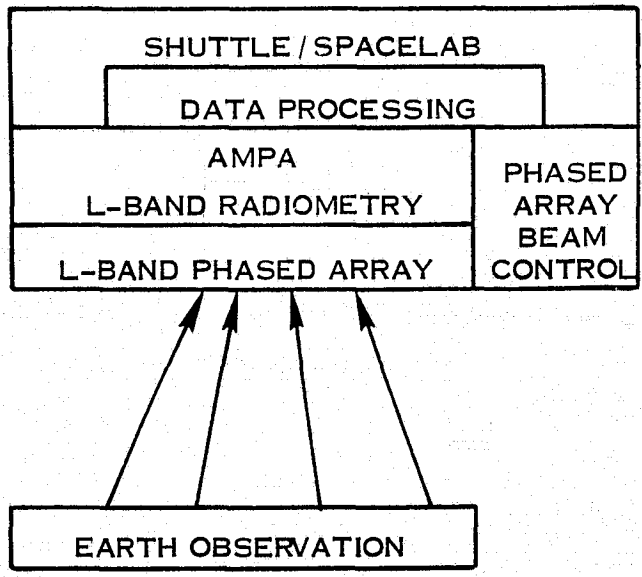 SHUTTLE / SPACELAB
DATA PROCESSING
AMPA
L-BAND RADIOMETRY
L-BAND PHASED ARRAY
PHASED
ARRAY
BEAM
CONTROL
EARTH OBSERVATION